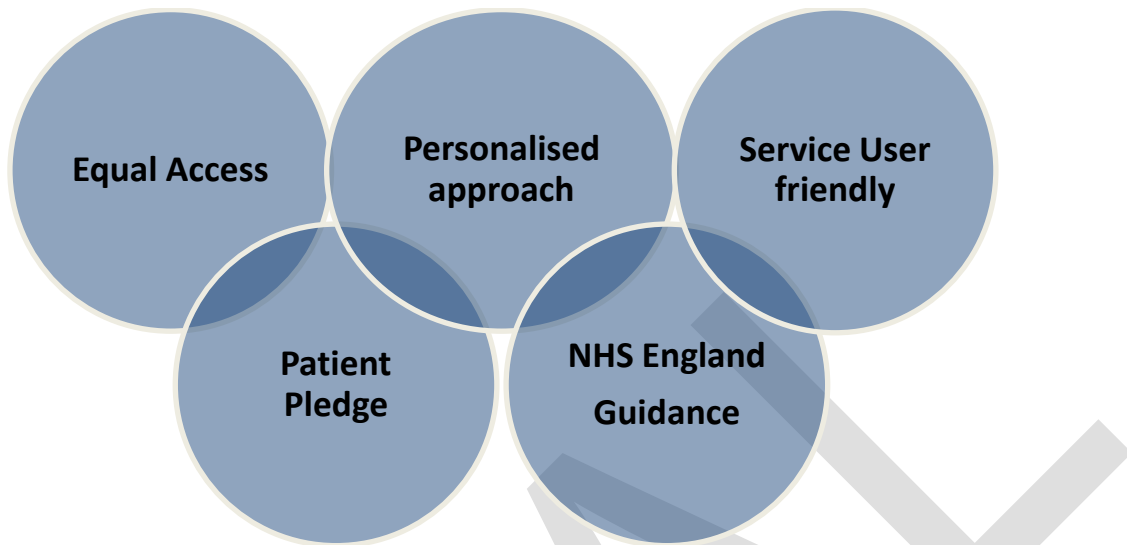 Equal Access
Personalised
approach
Service User
friendly
Patient
Pledge
NHS England
Guidance